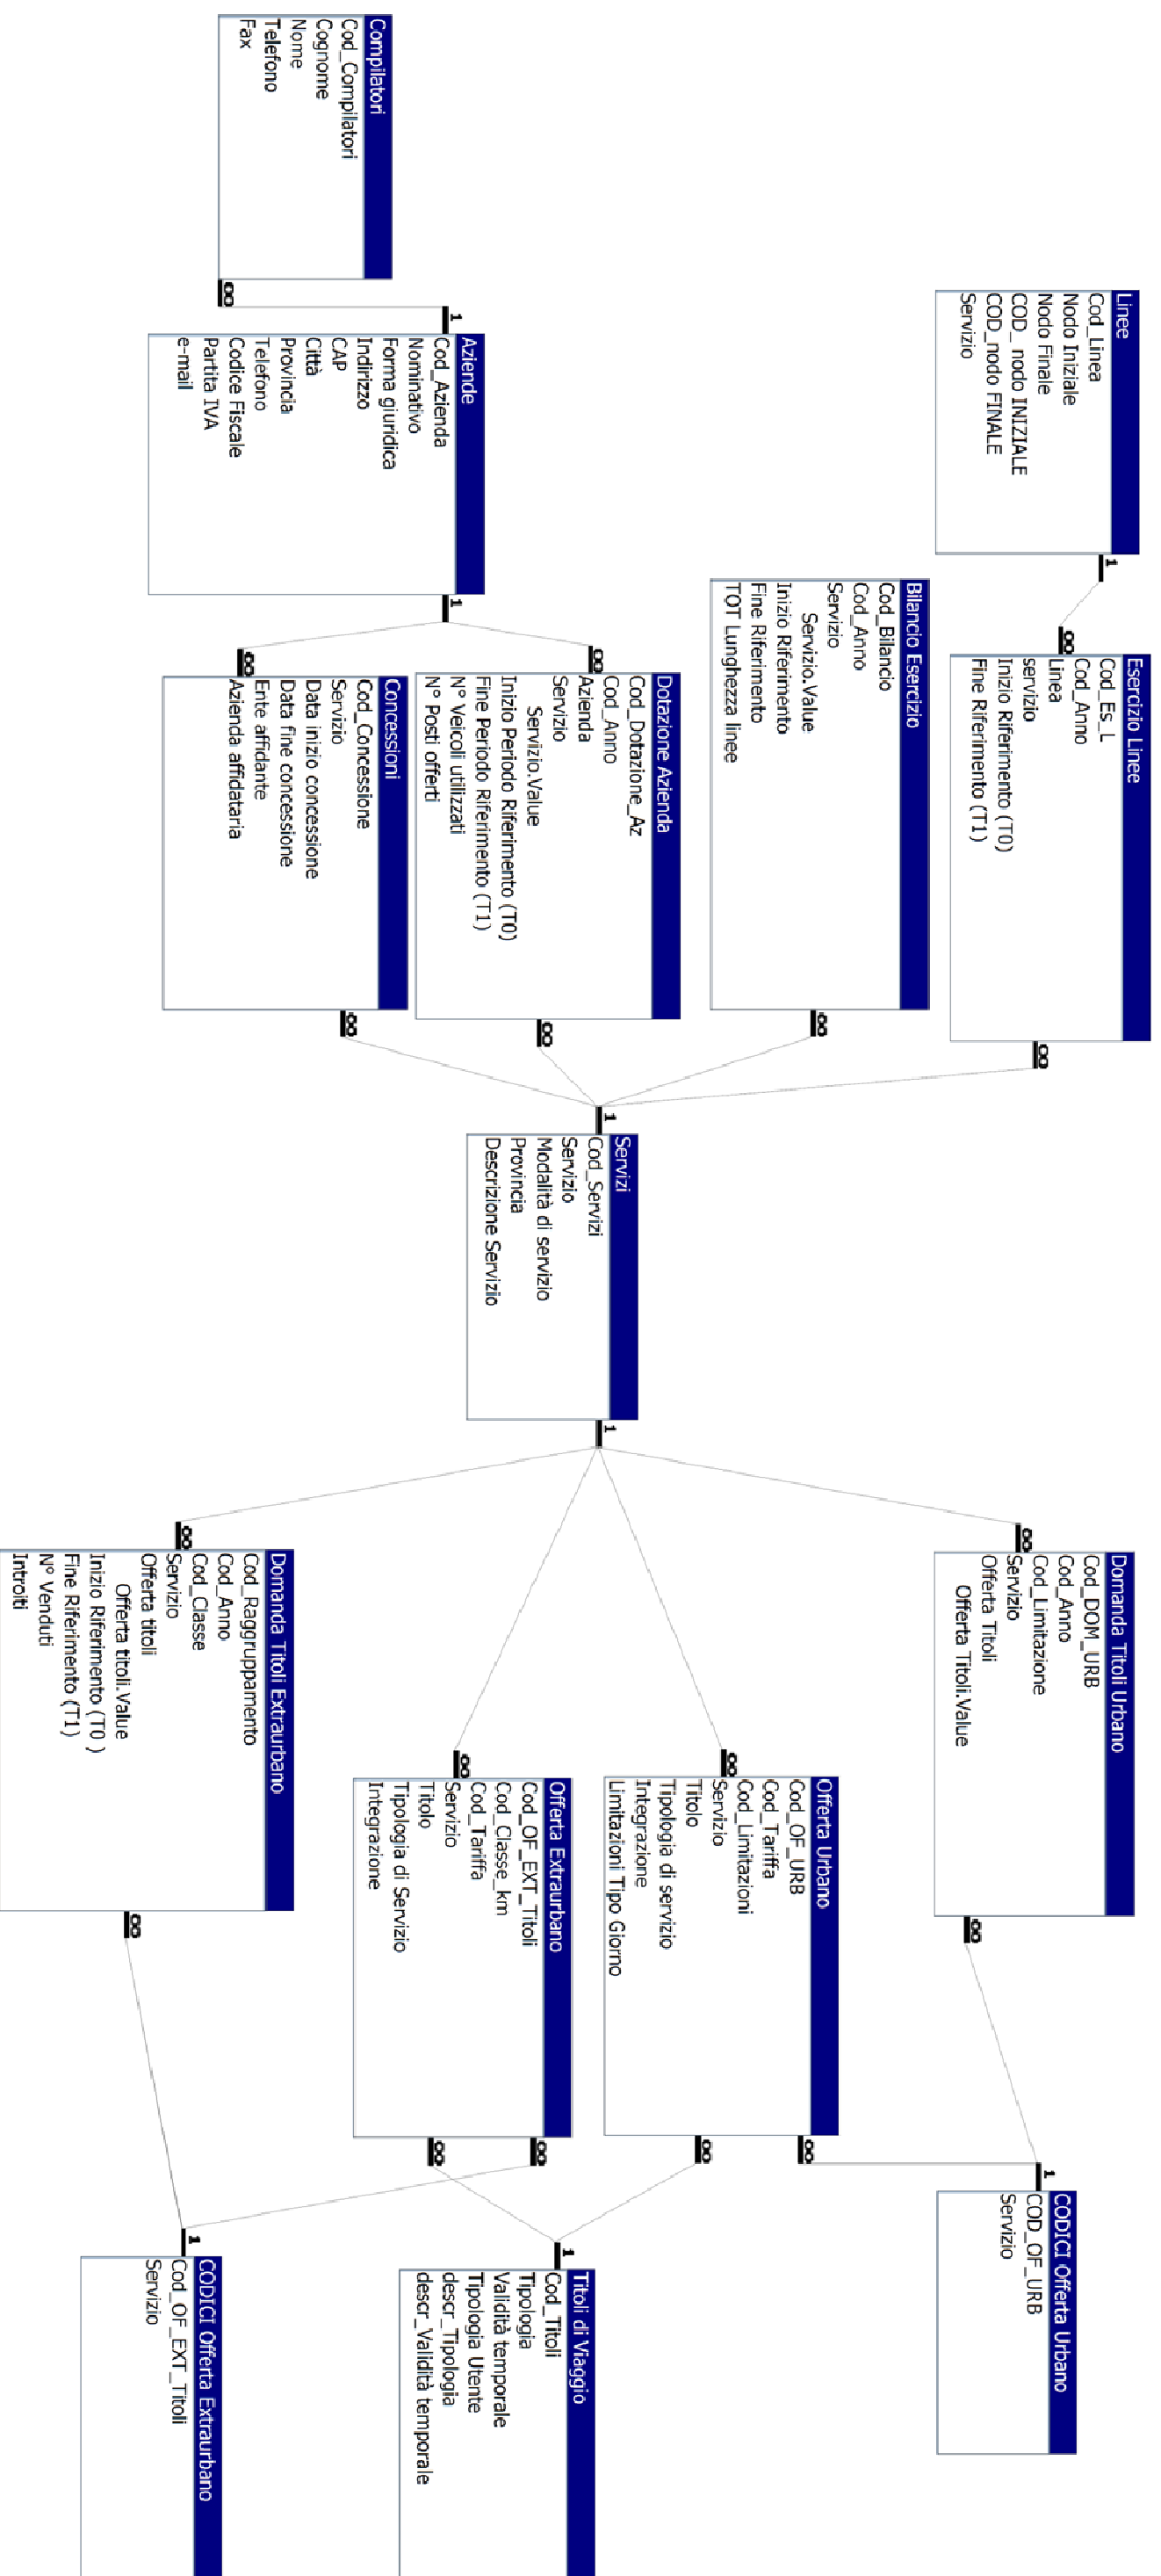 Compilatori
Cod_Compilatori
Cognome
Nome
Telefono
Fax
∞
1
Aziende
Cod_Azienda
Nominativo
Forma giuridica
Indirizzo
CAP
Città
Provincia
Telefono
Codice Fiscale
Partita IVA
e-mail
1
Linee
Cod_Linea
Nodo Iniziale
Nodo Finale
COD_ nodo INIZIALE
COD_nodo FINALE
Servizio
1
∞
Esercizio Linee
Cod_Es_L
Cod_Anno
Linea
servizio
Inizio Riferimento (T0)
Fine Riferimento (T1)
∞
Bilancio Esercizio
Cod_Bilancio
Cod_Anno
Servizio
Servizio.Value
Inizio Riferimento
Fine Riferimento
TOT Lunghezza linee
∞
∞
Dotazione Azienda
Cod_Dotazione_Az
Cod_Anno
Azienda
Servizio
Servizio.Value
Inizio Periodo Riferimento (T0)
Fine Periodo Riferimento (T1)
N° Veicoli utilizzati
N° Posti offerti
∞
∞
Concessioni
Cod_Concessione
Servizio
Data inizio concessione
Data fine concessione
Ente affidante
Azienda affidataria
∞
1
Servizi
Cod_Servizi
Servizio
Modalità di servizio
Provincia
Descrizione Servizio
1
∞
Domanda Titoli Urbano
Cod_DOM_URB
Cod_Anno
Cod_Limitazione
Servizio
Offerta Titoli
Offerta Titoli.Value
∞
∞
Offerta Urbano
Cod_OF_URB
Cod_Tariffa
Cod_Limitazioni
Servizio
Titolo
Tipologia di servizio
Integrazione
Limitazioni Tipo Giorno
∞
∞
∞
Offerta Extraurbano
Cod_OF_EXT_Titoli
Cod_Classe_km
Cod_Tariffa
Servizio
Titolo
Tipologia di Servizio
Integrazione
∞
∞
∞
Domanda Titoli Extraurbano
Cod_Raggruppamento
Cod_Anno
Cod_Classe
Servizio
Offerta titoli
Offerta titoli.Value
Inizio Riferimento (T0 )
Fine Riferimento (T1)
N° Venduti
Introiti
∞
1
CODICI Offerta Urbano
COD_OF_URB
Servizio
1
Titoli di Viaggio
Cod_Titoli
Tipologia
Validità temporale
Tipologia Utente
descr_Tipologia
descr_Validità temporale
1
CODICI Offerta Extraurbano
Cod_OF_EXT_Titoli
Servizio